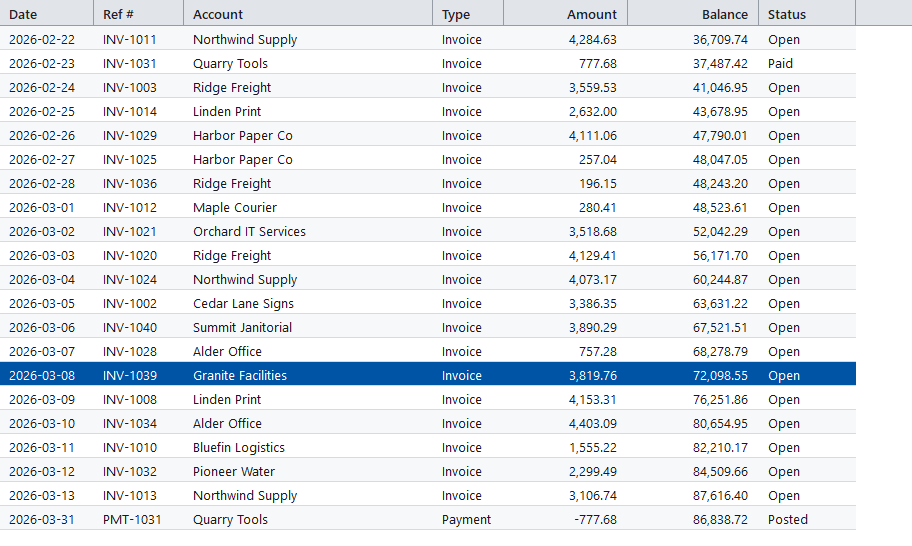 Date Ref # Account Type Amount Balance Status
2026-02-22 INV-1011 Northwind Supply Invoice 4,284.63 36,709.74 Open
2026-02-23 INV-1031 Quarry Tools Invoice 777.68 37,487.42 Paid
2026-02-24 INV-1003 Ridge Freight Invoice 3,559.53 41,046.95 Open
2026-02-25 INV-1014 Linden Print Invoice 2,632.00 43,678.95 Open
2026-02-26 INV-1029 Harbor Paper Co Invoice 4,111.06 47,790.01 Open
2026-02-27 INV-1025 Harbor Paper Co Invoice 257.04 48,047.05 Open
2026-02-28 INV-1036 Ridge Freight Invoice 196.15 48,243.20 Open
2026-03-01 INV-1012 Maple Courier Invoice 280.41 48,523.61 Open
2026-03-02 INV-1021 Orchard IT Services Invoice 3,518.68 52,042.29 Open
2026-03-03 INV-1020 Ridge Freight Invoice 4,129.41 56,171.70 Open
2026-03-04 INV-1024 Northwind Supply Invoice 4,073.17 60,244.87 Open
2026-03-05 INV-1002 Cedar Lane Signs Invoice 3,386.35 63,631.22 Open
2026-03-06 INV-1040 Summit Janitorial Invoice 3,890.29 67,521.51 Open
2026-03-07 INV-1028 Alder Office Invoice 757.28 68,278.79 Open
2026-03-08 INV-1039 Granite Facilities Invoice 3,819.76 72,098.55 Open
2026-03-09 INV-1008 Linden Print Invoice 4,153.31 76,251.86 Open
2026-03-10 INV-1034 Alder Office Invoice 4,403.09 80,654.95 Open
2026-03-11 INV-1010 Bluefin Logistics Invoice 1,555.22 82,210.17 Open
2026-03-12 INV-1032 Pioneer Water Invoice 2,299.49 84,509.66 Open
2026-03-13 INV-1013 Northwind Supply Invoice 3,106.74 87,616.40 Open
2026-03-31 PMT-1031 Quarry Tools Payment -777.68 86,838.72 Posted